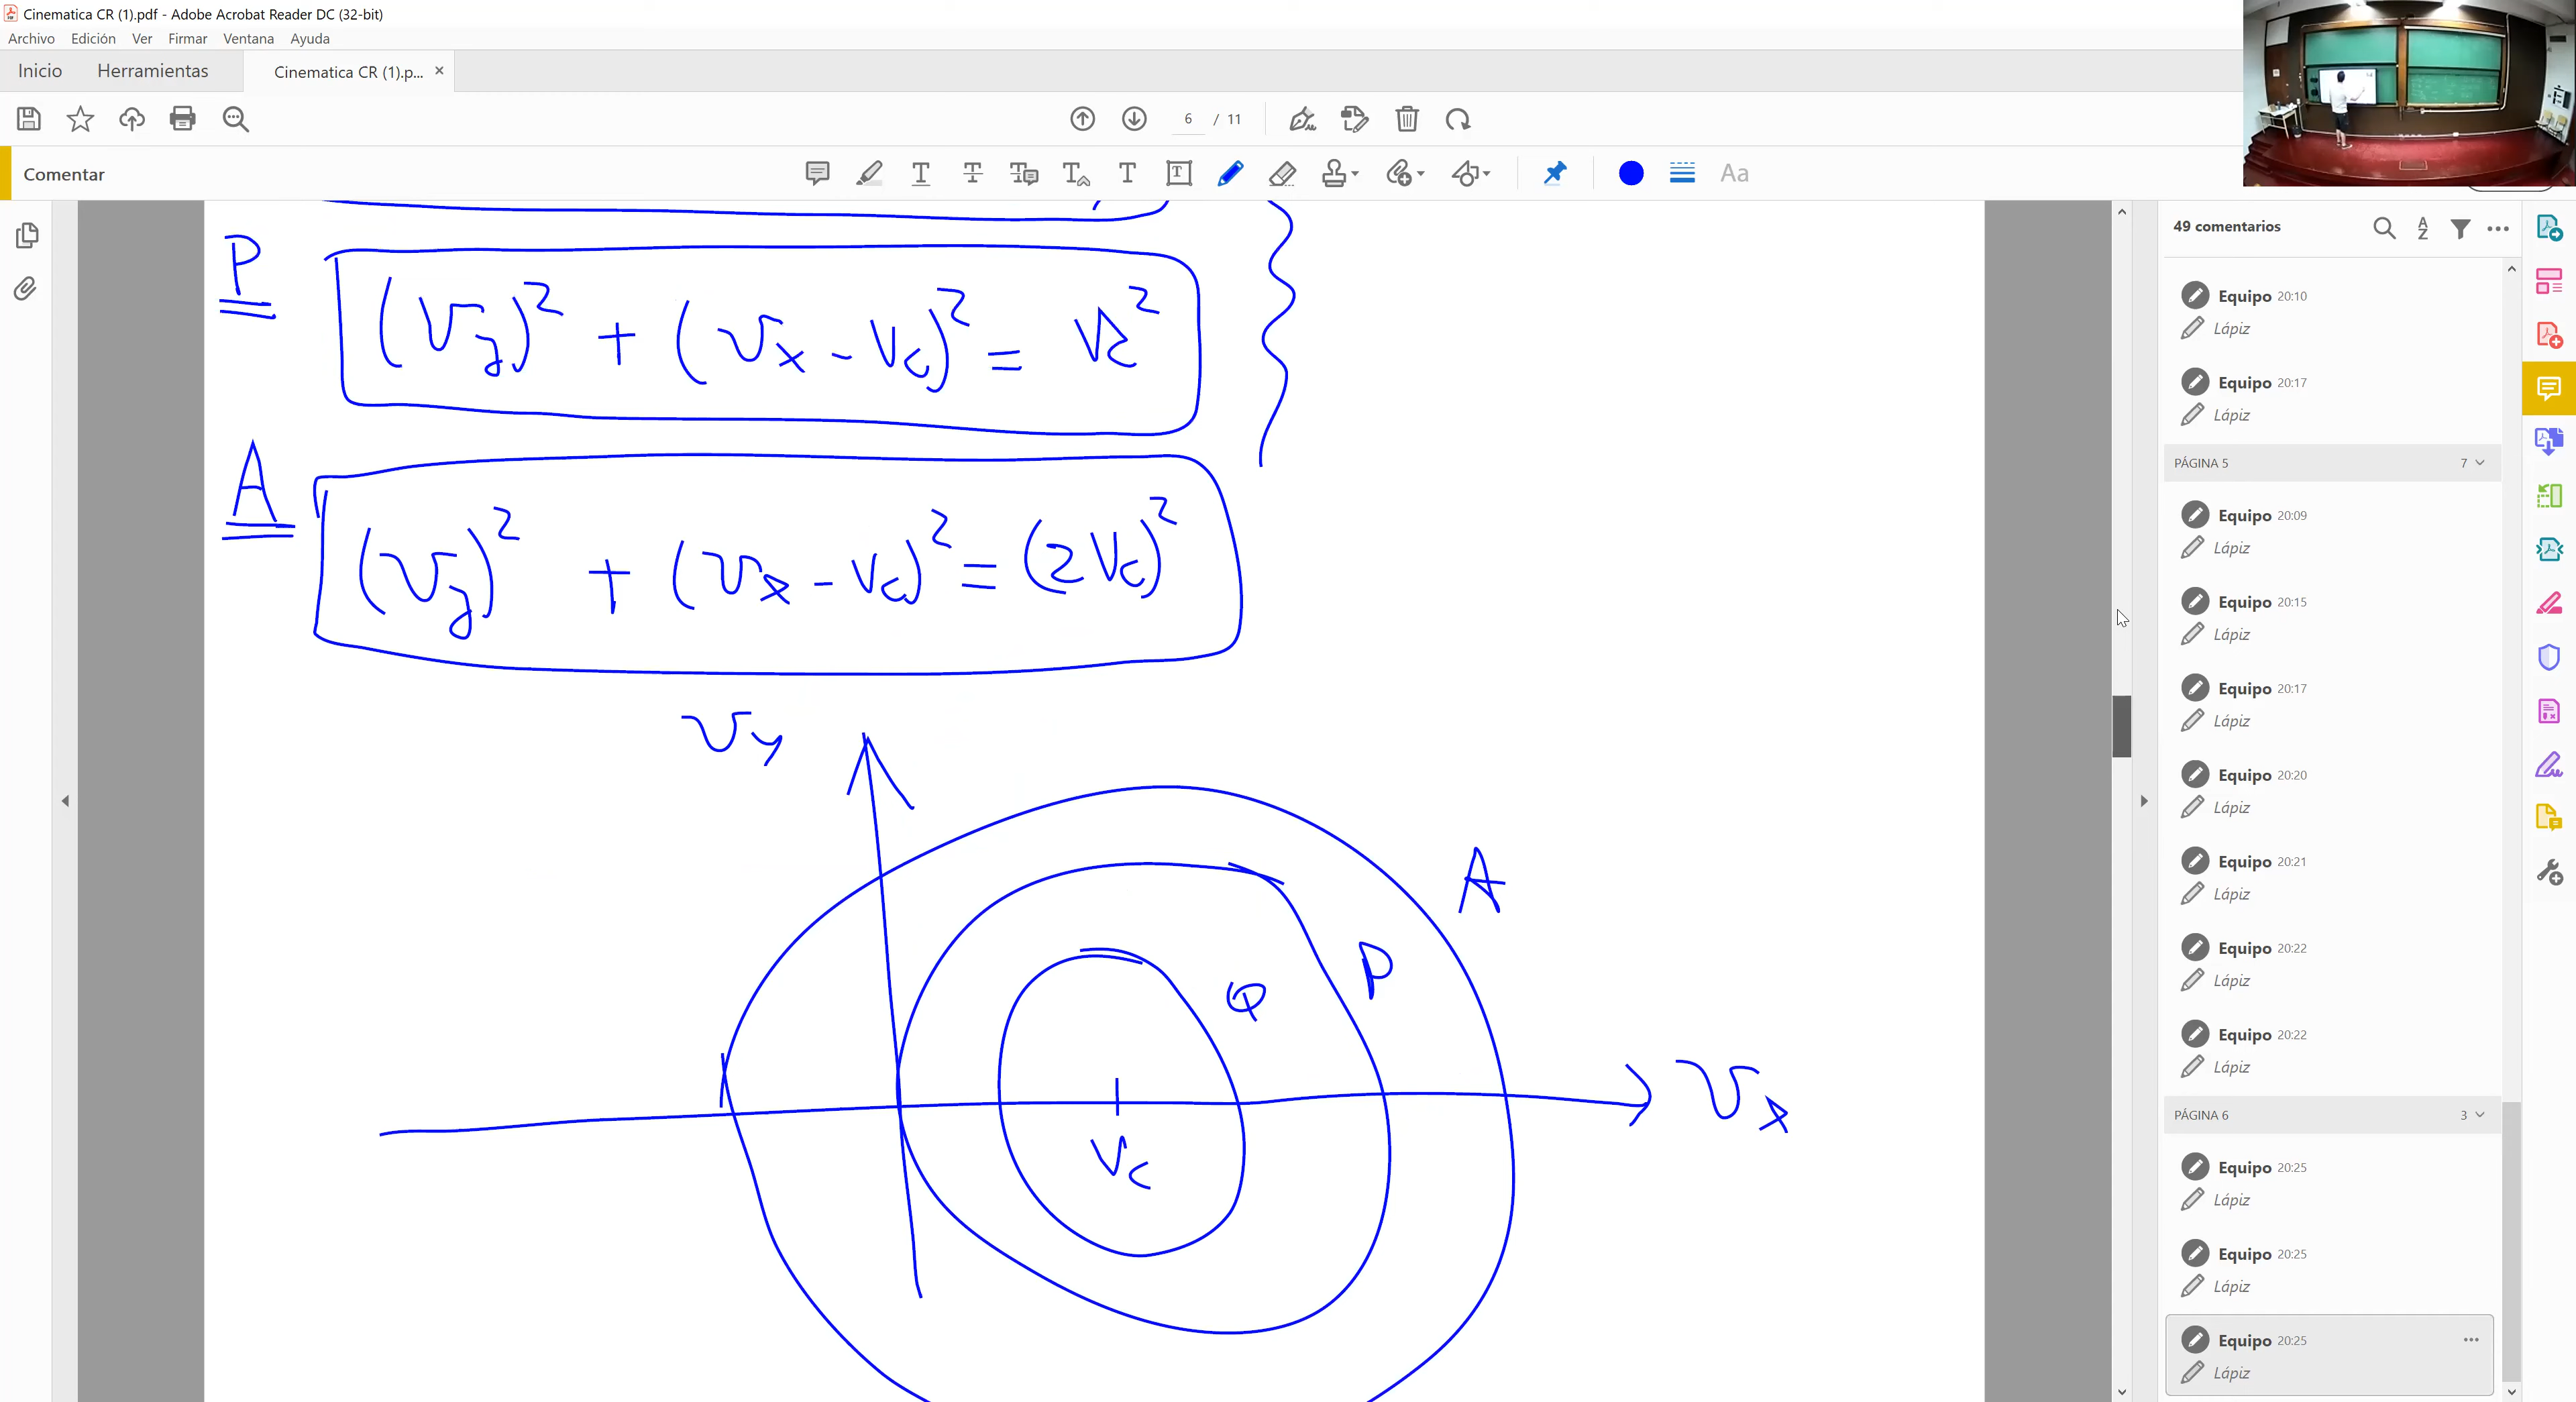 Cinematica CR (1).pdf - Adobe Acrobat Reader DC (32-bit)
Archivo Edición Ver Firmar Ventana Ayuda
Inicio Herramientas Cinematica CR (1).p... ×
6 / 11
Comentar
Aa
P
(Vy)² + (Vx - Vc)² = Vc²
A
(Vy)² + (Vx - Vc)² = (2Vc)²
Vy
A
P
Q
Vx
Vc
49 comentarios
Equipo 20:10
Lápiz
Equipo 20:17
Lápiz
PÁGINA 5 7
Equipo 20:09
Lápiz
Equipo 20:15
Lápiz
Equipo 20:17
Lápiz
Equipo 20:20
Lápiz
Equipo 20:21
Lápiz
Equipo 20:22
Lápiz
Equipo 20:22
Lápiz
PÁGINA 6 3
Equipo 20:25
Lápiz
Equipo 20:25
Lápiz
Equipo 20:25
Lápiz